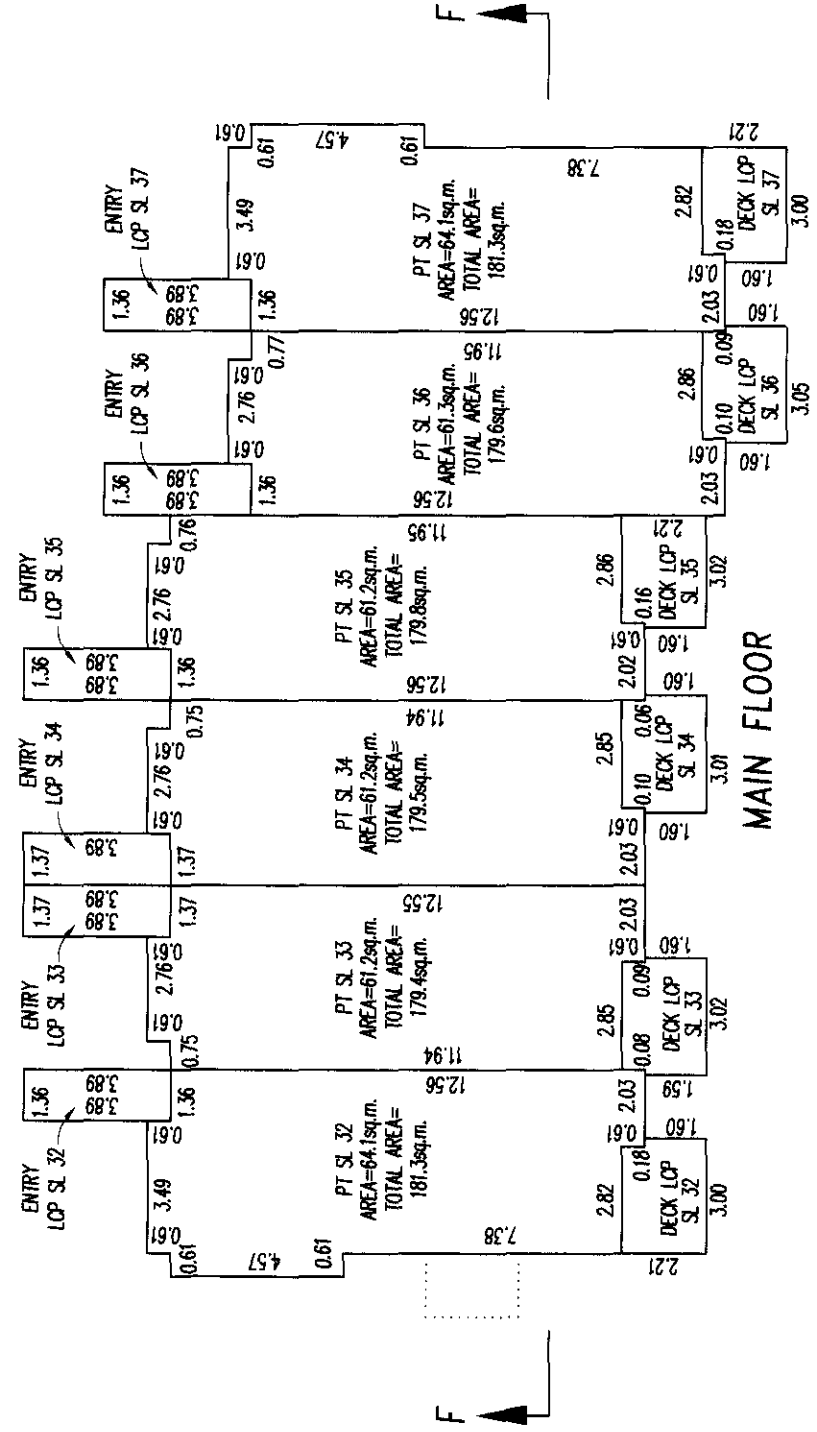 ENTRY
LCP SL 32
ENTRY
LCP SL 33
ENTRY
LCP SL 34
ENTRY
LCP SL 35
ENTRY
LCP SL 36
ENTRY
LCP SL 37
1.36
3.89
3.89
1.36
1.37
3.89
3.89
1.37
1.37
3.89
3.89
1.37
1.36
3.89
3.89
1.36
1.36
3.89
3.89
1.36
1.36
3.89
3.89
1.36
0.61
3.49
0.61
0.61
4.57
0.61
7.38
PT SL 32
AREA=64.1sq.m.
TOTAL AREA=
181.3sq.m.
12.56
2.82
0.18
0.61
2.03
2.21
DECK LCP
SL 32
1.60
3.00
0.75
0.61
2.76
0.61
11.94
PT SL 33
AREA=61.2sq.m.
TOTAL AREA=
179.4sq.m.
12.55
2.85
0.08
0.09
0.61
2.03
1.59
DECK LCP
SL 33
1.60
3.02
0.61
2.76
0.61
0.75
PT SL 34
AREA=61.2sq.m.
TOTAL AREA=
179.5sq.m.
11.94
2.03
0.61
2.85
0.10
0.06
1.60
DECK LCP
SL 34
1.60
3.01
0.61
2.76
0.61
0.76
12.56
PT SL 35
AREA=61.2sq.m.
TOTAL AREA=
179.8sq.m.
11.95
2.02
0.61
2.86
0.16
1.60
DECK LCP
SL 35
2.21
3.02
0.61
2.76
0.61
0.77
12.56
PT SL 36
AREA=61.3sq.m.
TOTAL AREA=
179.6sq.m.
11.95
2.03
0.61
2.86
0.10
0.09
1.60
DECK LCP
SL 36
1.60
3.05
0.61
3.49
0.61
0.61
4.57
0.61
7.38
12.56
PT SL 37
AREA=64.1sq.m.
TOTAL AREA=
181.3sq.m.
2.03
0.61
2.82
0.18
1.60
DECK LCP
SL 37
2.21
3.00
F
F
MAIN FLOOR